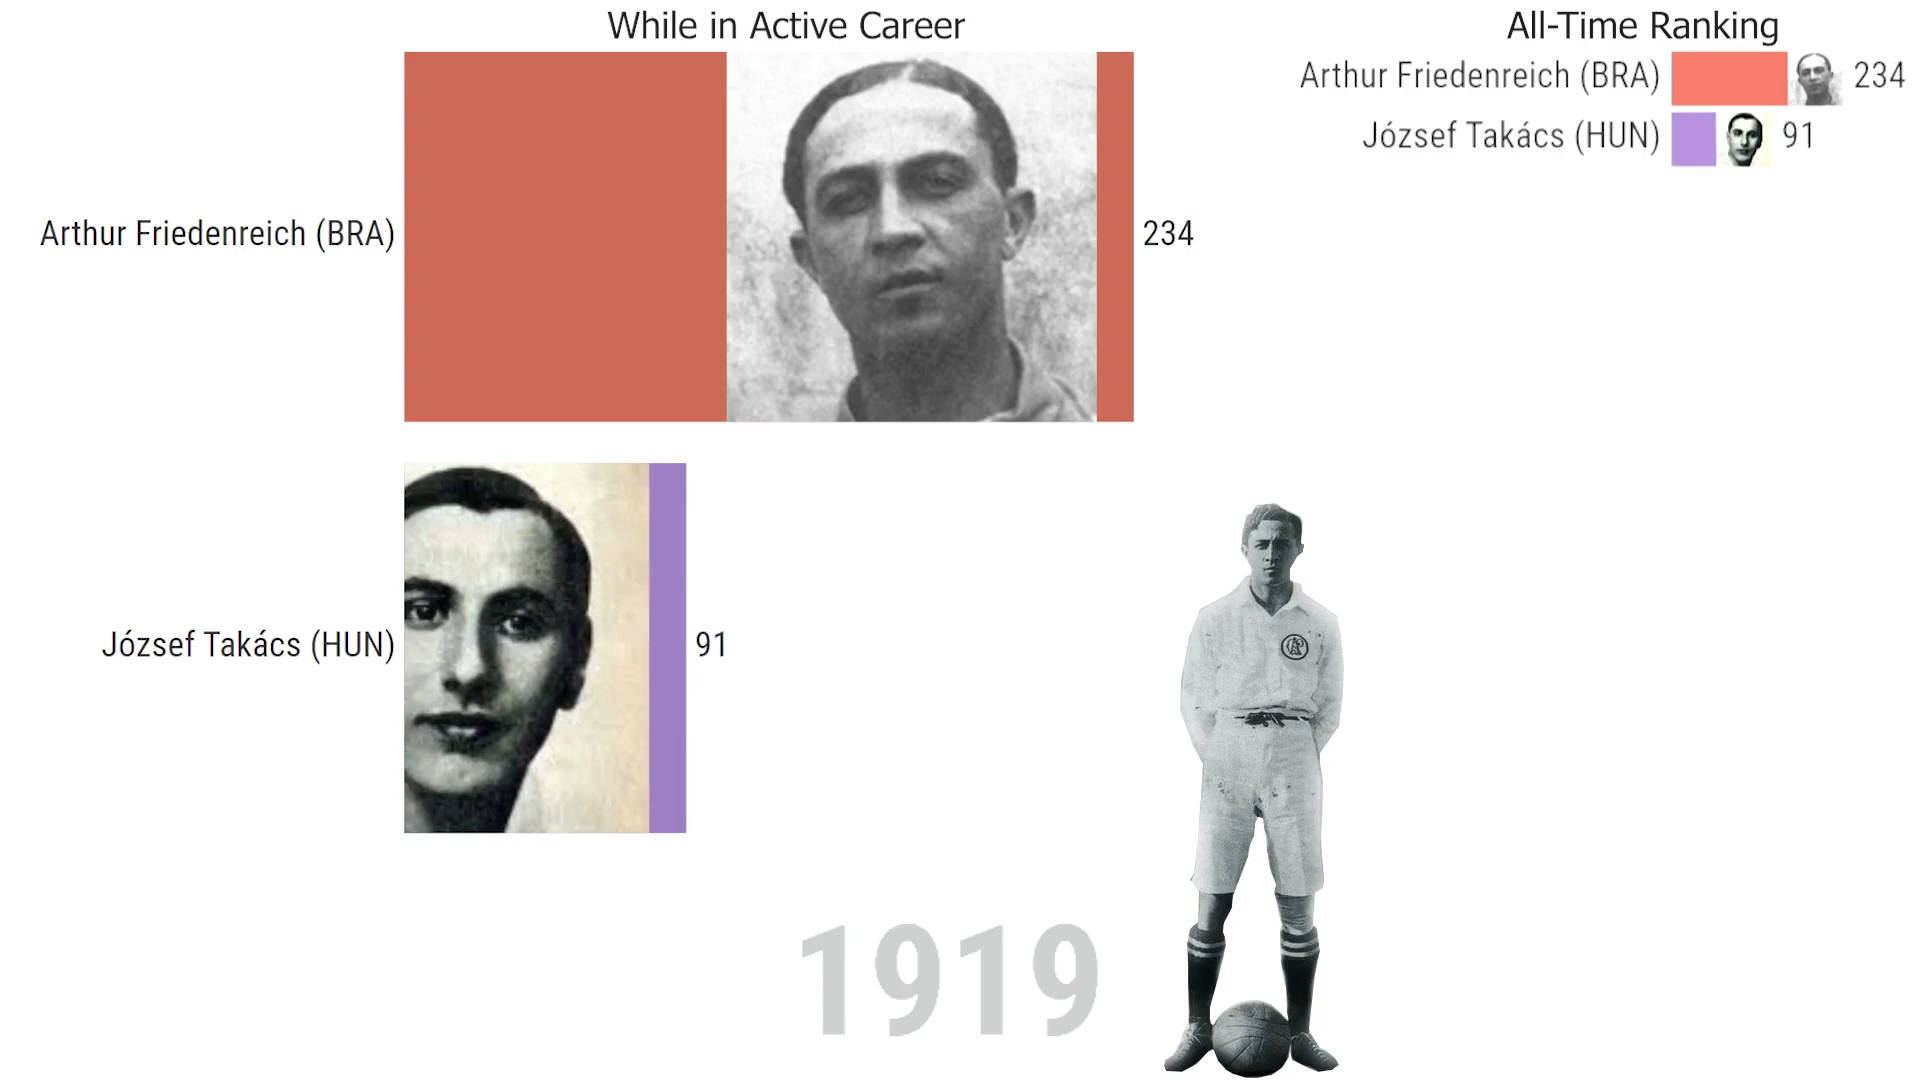 While in Active Career
All-Time Ranking
Arthur Friedenreich (BRA) 234
József Takács (HUN) 91
Arthur Friedenreich (BRA) 234
József Takács (HUN) 91
1919